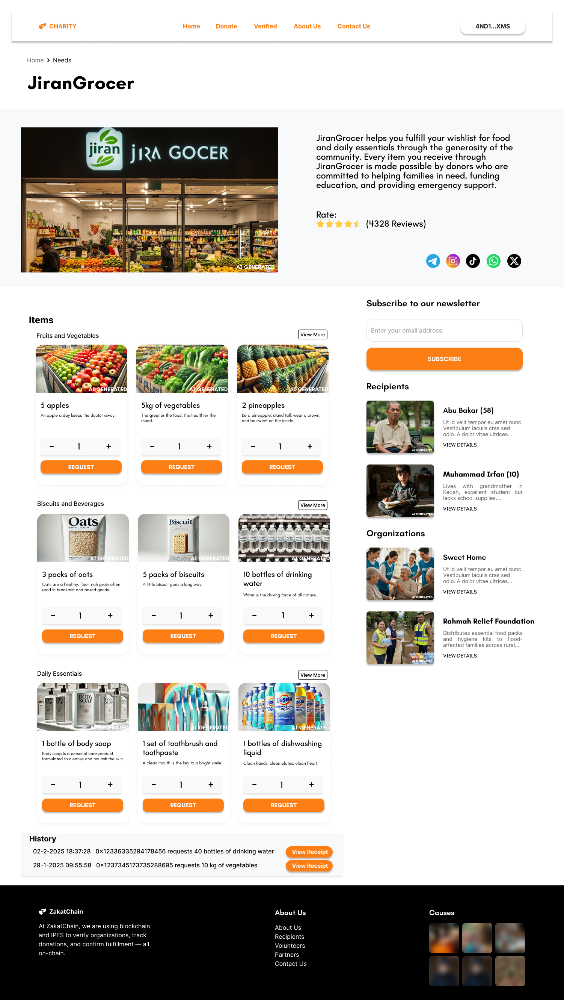 CHARITY
Home
Donate
Verified
About Us
Contact Us
4ND1...XMS
Home
Needs
JiranGrocer
jiran
JIRA GOCER
AI GENERATED
JiranGrocer helps you fulfill your wishlist for food
and daily essentials through the generosity of the
community. Every item you receive through
JiranGrocer is made possible by donors who are
committed to helping families in need, funding
education, and providing emergency support.
Rate:
(4328 Reviews)
Items
Fruits and Vegetables
View More
AI GENERATED
AI GENERATED
AI GENERATED
5 apples
An apple a day keeps the doctor away.
- 1 +
REQUEST
5kg of vegetables
The greener the food, the healthier the
mood.
- 1 +
REQUEST
2 pineapples
Be a pineapple: stand tall, wear a crown,
and be sweet on the inside.
- 1 +
REQUEST
Biscuits and Beverages
View More
Oats
NATURAL HEALTHY
AI GENERATED
Biscuit
AI GENERATED
Witer
Water
AI GENERATED
3 packs of oats
Oats are a healthy, fiber-rich grain often
used in breakfast and baked goods.
- 1 +
REQUEST
5 packs of biscuits
A little biscuit goes a long way.
- 1 +
REQUEST
10 bottles of drinking
water
Water is the driving force of all nature.
- 1 +
REQUEST
Daily Essentials
View More
BODY
SOAP
BODY
SOAP
BODY
SOAP
AI GENERATED
AI GENERATED
Dussih
DISHWASHING
LIQUID
AI GENERATED
1 bottle of body soap
Body soap is a personal care product
formulated to cleanse and nourish the skin.
- 1 +
REQUEST
1 set of toothbrush and
toothpaste
A clean mouth is the key to a bright smile.
- 1 +
REQUEST
1 bottles of dishwashing
liquid
Clean hands, clean plates, clean heart.
- 1 +
REQUEST
History
02-2-2025 18:37:28 0x12336335294178456 requests 40 bottles of drinking water
View Receipt
29-1-2025 09:55:58 0x1237345173735288695 requests 10 kg of vegetables
View Receipt
Subscribe to our newsletter
Enter your email address
SUBSCRIBE
Recipients
AI GENERATED
Abu Bakar (58)
Ut id velit tempor eu amet nunc.
Vestibulum iaculis cras sed
odio. A dolor vitae ultrices...
VIEW DETAILS
AI GENERATED
Muhammad Irfan (10)
Lives with grandmother in
Kedah, excellent student but
lacks school supplies....
VIEW DETAILS
Organizations
AI GENERATED
Sweet Home
Ut id velit tempor eu amet nunc.
Vestibulum iaculis cras sed
odio. A dolor vitae ultrices...
VIEW DETAILS
AI GENERATED
Rahmah Relief Foundation
Distributes essential food packs
and hygiene kits to flood-
affected families across rural...
VIEW DETAILS
ZakatChain
At ZakatChain, we are using blockchain
and IPFS to verify organizations, track
donations, and confirm fulfillment — all
on-chain.
About Us
About Us
Recipients
Volunteers
Partners
Contact Us
Causes